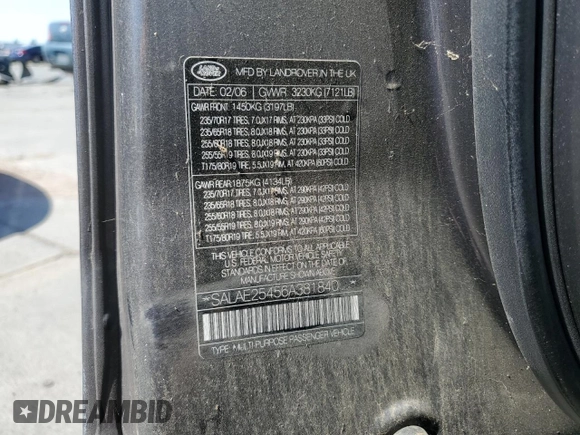 LAND ROVER
MFD BY LANDROVER IN THE UK
DATE 02/06 GVWR 3230KG (7121LB)
GAWR FRONT 1450KG (3197LB)
235/70R17 TIRES, 7.0JX17 RIMS, AT 230KPA (33PSI) COLD
235/65R18 TIRES, 8.0JX18 RIMS, AT 230KPA (33PSI) COLD
255/60R18 TIRES, 8.0JX18 RIMS, AT 230KPA (33PSI) COLD
255/55R19 TIRES, 8.0JX19 RIMS, AT 230KPA (33PSI) COLD
T175/80R19 TIRE, 5.5JX19 RIM, AT 420KPA (60PSI) COLD
GAWR REAR 1875KG (4134LB)
235/70R17 TIRES, 7.0JX17 RIMS, AT 290KPA (42PSI) COLD
235/65R18 TIRES, 8.0JX18 RIMS, AT 290KPA (42PSI) COLD
255/60R18 TIRES, 8.0JX18 RIMS, AT 290KPA (42PSI) COLD
255/55R19 TIRES, 8.0JX19 RIMS, AT 290KPA (42PSI) COLD
T175/80R19 TIRE, 5.5JX19 RIM, AT 420KPA (60PSI) COLD
THIS VEHICLE CONFORMS TO ALL APPLICABLE
U.S. FEDERAL MOTOR VEHICLE SAFETY
STANDARDS IN EFFECT ON THE DATE OF
MANUFACTURE SHOWN ABOVE.
*SALAE25456A381840
TYPE: MULTI PURPOSE PASSENGER VEHICLE
DREAMBID